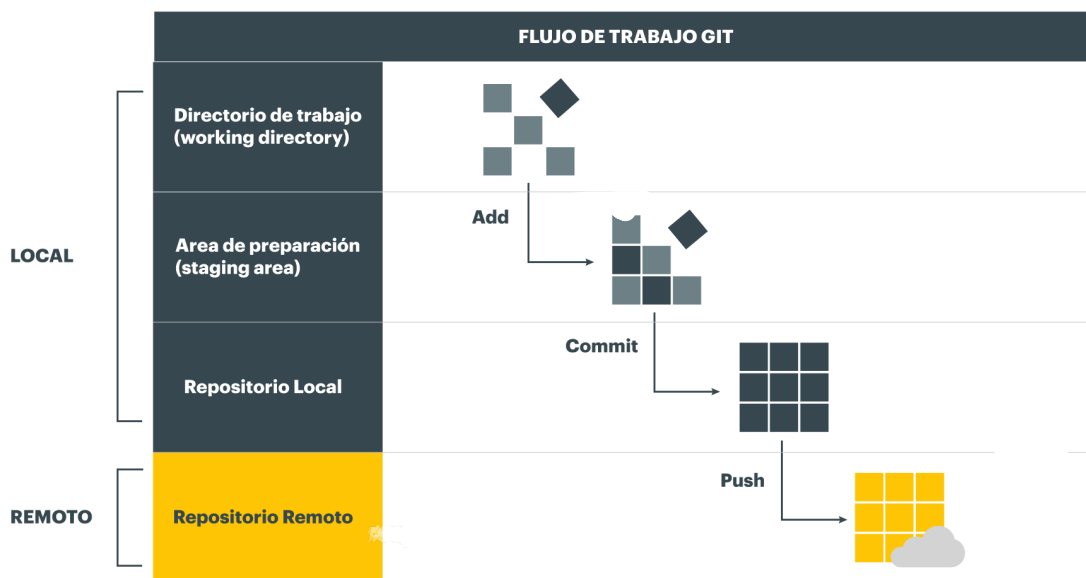 FLUJO DE TRABAJO GIT
Directorio de trabajo
(working directory)
Add
LOCAL
Area de preparación
(staging area)
Commit
Repositorio Local
Push
REMOTO
Repositorio Remoto